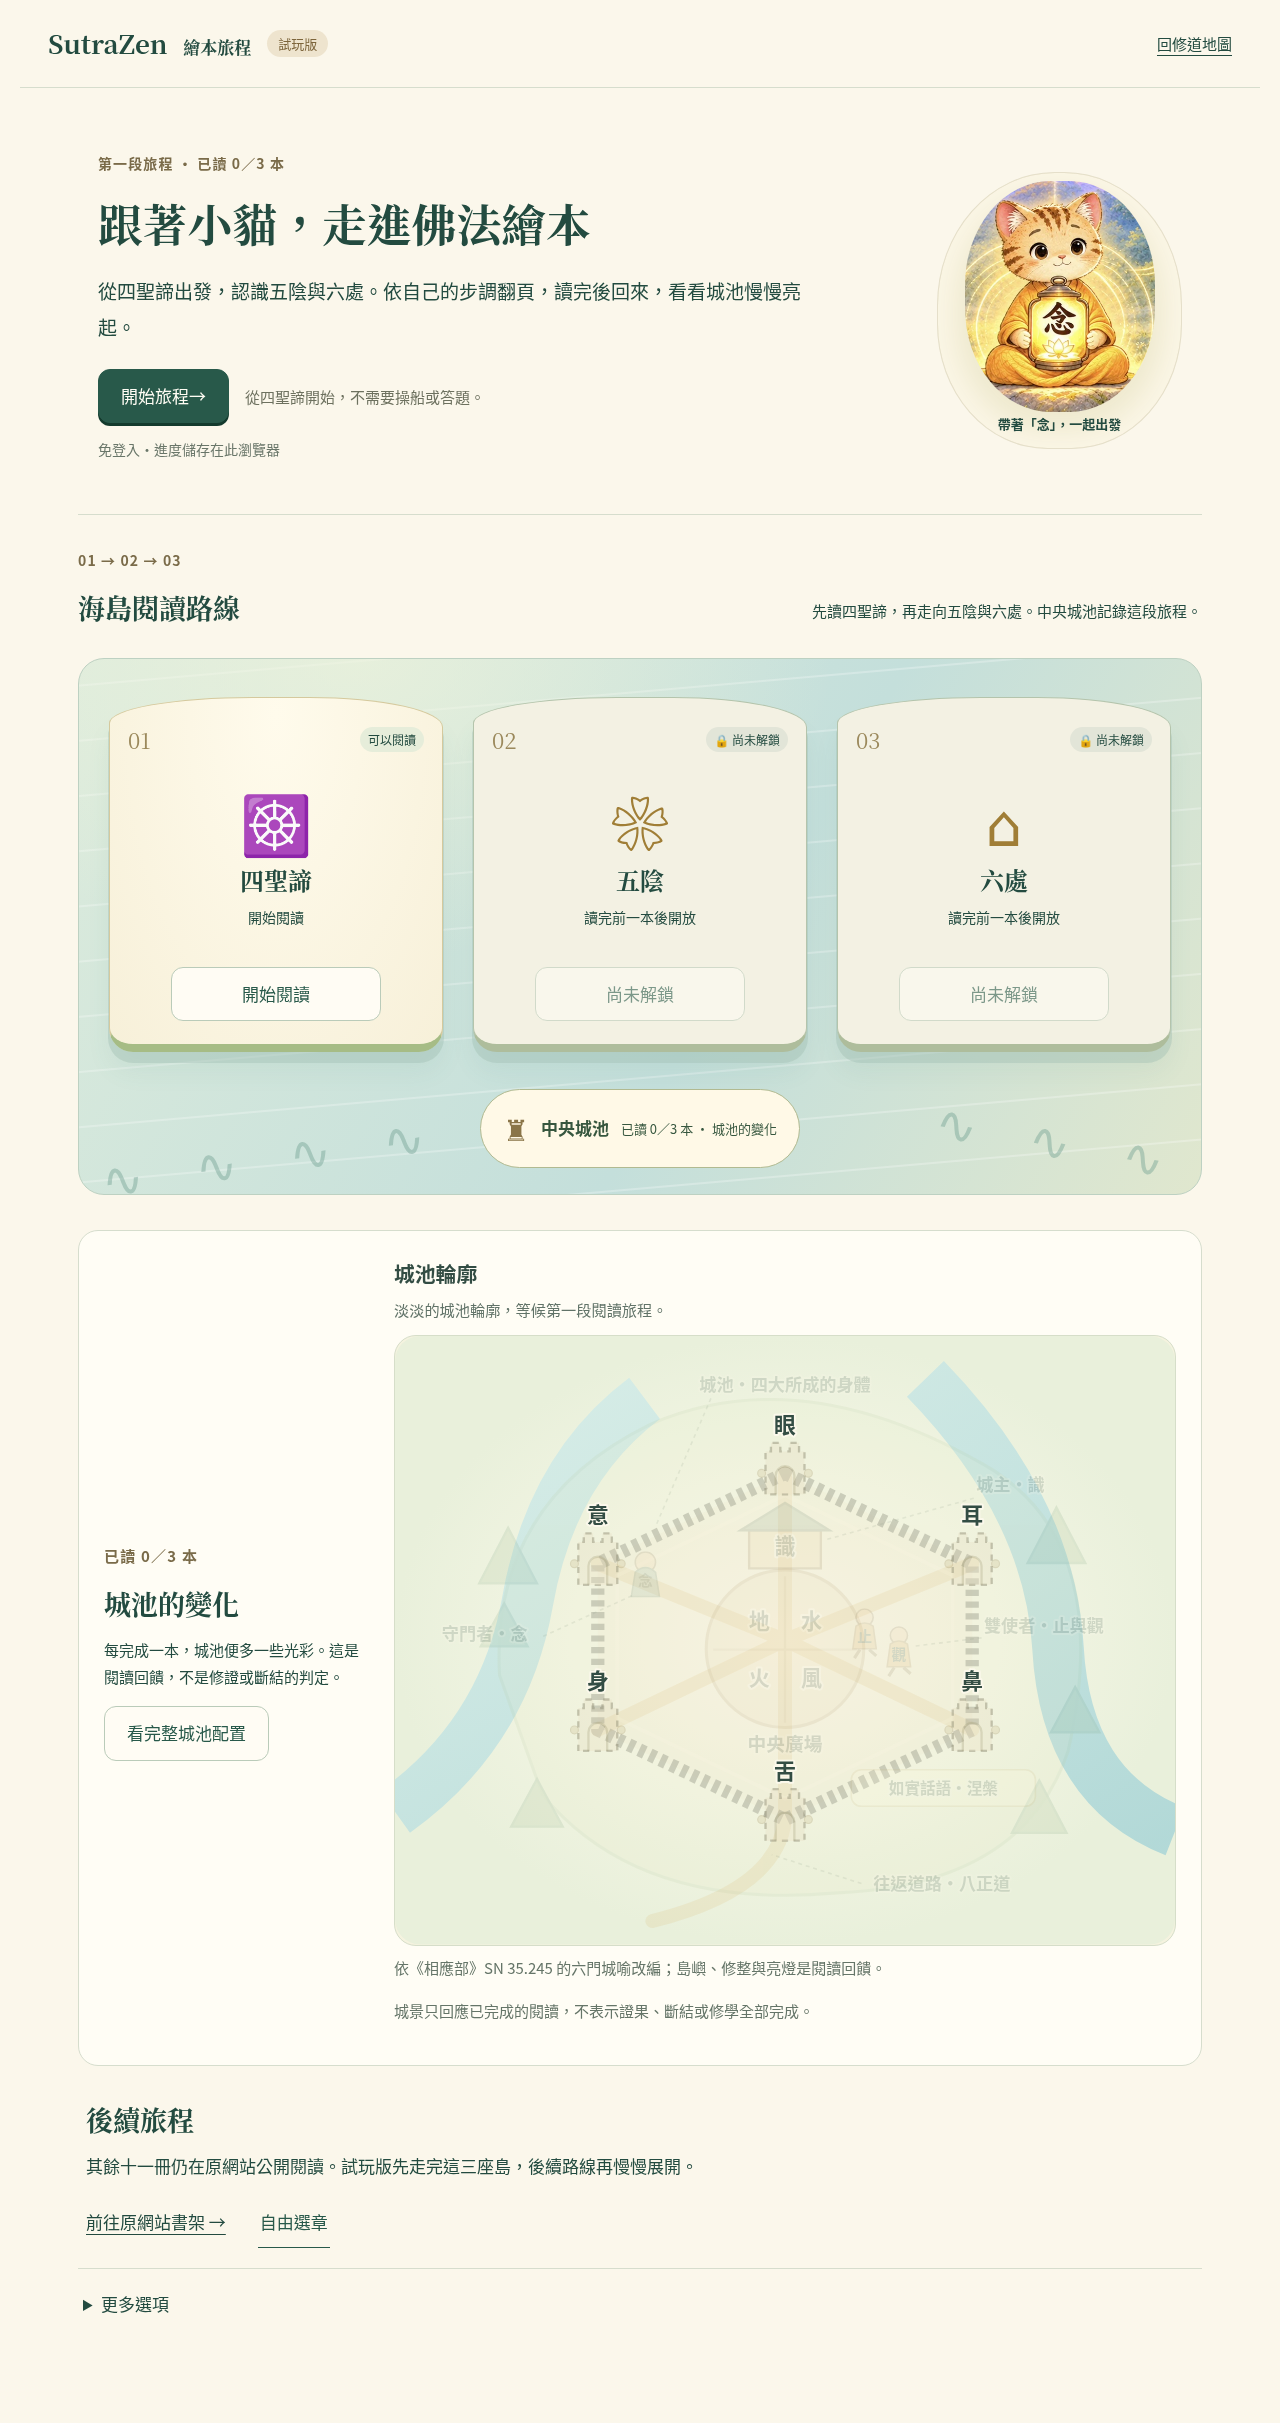 SutraZen 繪本旅程 試玩版
回修道地圖
第一段旅程 · 已讀 0／3 本
跟著小貓，走進佛法繪本
從四聖諦出發，認識五陰與六處。依自己的步調翻頁，讀完後回來，看看城池慢慢亮
起。
開始旅程→
從四聖諦開始，不需要操船或答題。
免登入・進度儲存在此瀏覽器
念
帶著「念」，一起出發
01 → 02 → 03
海島閱讀路線
先讀四聖諦，再走向五陰與六處。中央城池記錄這段旅程。
01 可以閱讀
四聖諦
開始閱讀
開始閱讀
02 🔒 尚未解鎖
五陰
讀完前一本後開放
尚未解鎖
03 🔒 尚未解鎖
六處
讀完前一本後開放
尚未解鎖
中央城池 已讀 0／3 本 · 城池的變化
已讀 0／3 本
城池的變化
每完成一本，城池便多一些光彩。這是
閱讀回饋，不是修證或斷結的判定。
看完整城池配置
城池輪廓
淡淡的城池輪廓，等候第一段閱讀旅程。
城池・四大所成的身體
眼
城主・識
意
耳
識
念
地 水
守門者・念
止
觀
雙使者・止與觀
火 風
身
鼻
中央廣場
舌
如實話語・涅槃
往返道路・八正道
依《相應部》SN 35.245 的六門城喻改編；島嶼、修整與亮燈是閱讀回饋。
城景只回應已完成的閱讀，不表示證果、斷結或修學全部完成。
後續旅程
其餘十一冊仍在原網站公開閱讀。試玩版先走完這三座島，後續路線再慢慢展開。
前往原網站書架 →
自由選章
▶ 更多選項